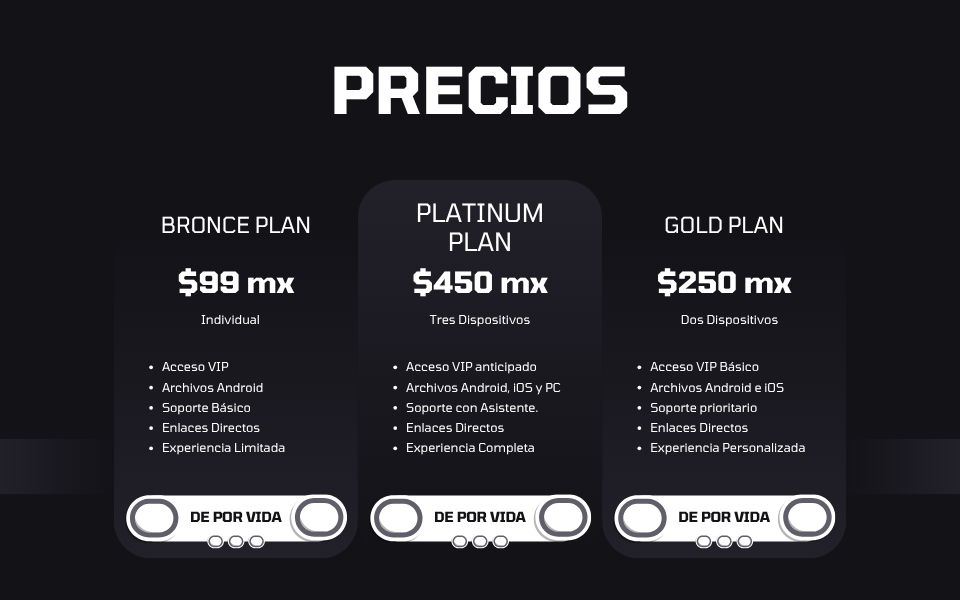 PRECIOS
BRONCE PLAN
$99 mx
Individual
• Acceso VIP
• Archivos Android
• Soporte Básico
• Enlaces Directos
• Experiencia Limitada
DE POR VIDA
PLATINUM
PLAN
$450 mx
Tres Dispositivos
• Acceso VIP anticipado
• Archivos Android, iOS y PC
• Soporte con Asistente.
• Enlaces Directos
• Experiencia Completa
DE POR VIDA
GOLD PLAN
$250 mx
Dos Dispositivos
• Acceso VIP Básico
• Archivos Android e iOS
• Soporte prioritario
• Enlaces Directos
• Experiencia Personalizada
DE POR VIDA